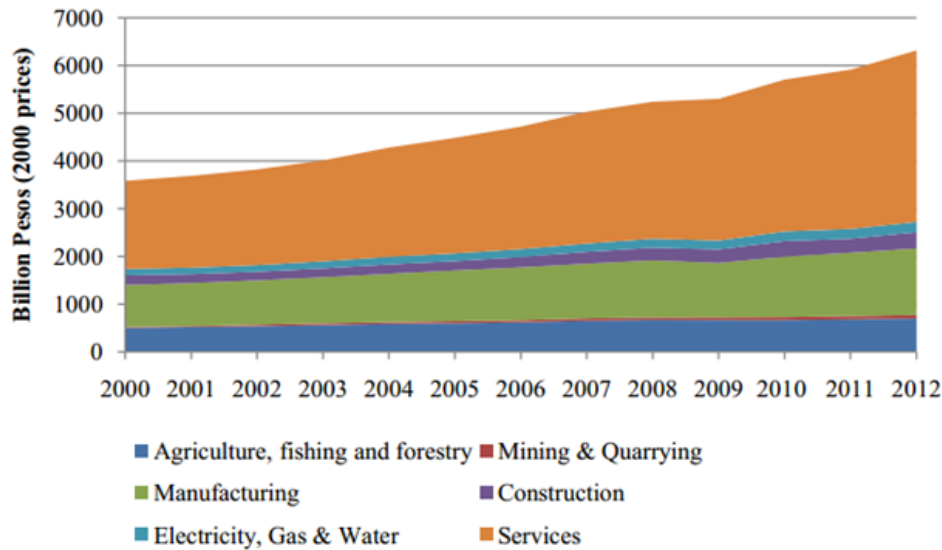 7000
6000
5000
4000
3000
2000
1000
0
Billion Pesos (2000 prices)
2000 2001 2002 2003 2004 2005 2006 2007 2008 2009 2010 2011 2012
Agriculture, fishing and forestry Mining & Quarrying
Manufacturing Construction
Electricity, Gas & Water Services